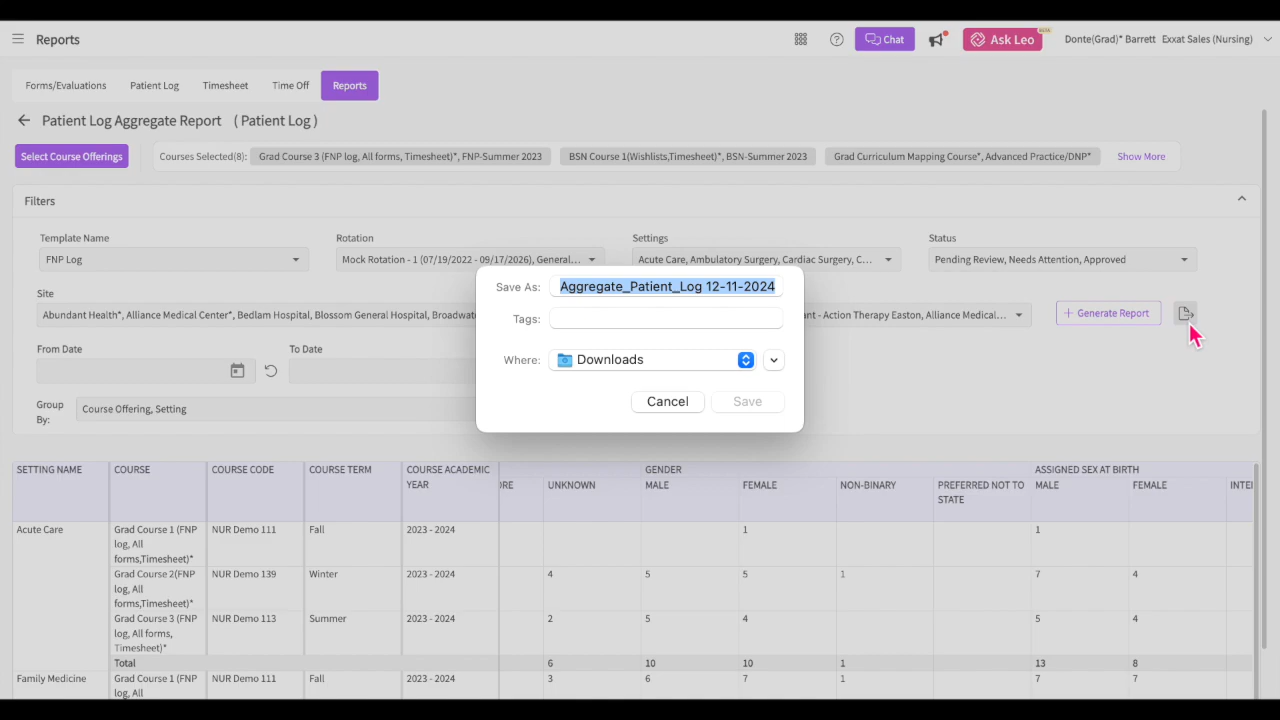 Reports
Chat
BETA
Ask Leo
Donte(Grad)* Barrett Exxat Sales (Nursing)
Forms/Evaluations
Patient Log
Timesheet
Time Off
Reports
Patient Log Aggregate Report ( Patient Log )
Select Course Offerings
Courses Selected(8):
Grad Course 3 (FNP log, All forms, Timesheet)*, FNP-Summer 2023
BSN Course 1(Wishlists,Timesheet)*, BSN-Summer 2023
Grad Curriculum Mapping Course*, Advanced Practice/DNP*
Show More
Filters
Template Name
Rotation
Settings
Status
FNP Log
Mock Rotation - 1 (07/19/2022 - 09/17/2026), General...
Acute Care, Ambulatory Surgery, Cardiac Surgery, C...
Pending Review, Needs Attention, Approved
Save As: Aggregate_Patient_Log 12-11-2024
Tags:
Where: Downloads
Cancel
Save
Site
Abundant Health*, Alliance Medical Center*, Bedlam Hospital, Blossom General Hospital, Broadwate
nt - Action Therapy Easton, Alliance Medical...
+ Generate Report
From Date
To Date
Group
By:
Course Offering, Setting
SETTING NAME COURSE COURSE CODE COURSE TERM COURSE ACADEMIC YEAR
GENDER
ASSIGNED SEX AT BIRTH
RE UNKNOWN MALE FEMALE NON-BINARY PREFERRED NOT TO STATE MALE FEMALE INTE
Acute Care Grad Course 1 (FNP NUR Demo 111 Fall 2023 - 2024 1 1
log, All
forms,Timesheet)*
Grad Course 2(FNP NUR Demo 139 Winter 2023 - 2024 4 5 5 1 7 4
log, All
forms,Timesheet)*
Grad Course 3 (FNP NUR Demo 113 Summer 2023 - 2024 2 5 4 5 4
log, All forms,
Timesheet)*
Total 6 10 10 1 13 8
Family Medicine Grad Course 1 (FNP NUR Demo 111 Fall 2023 - 2024 3 6 7 1 7 7
log, All